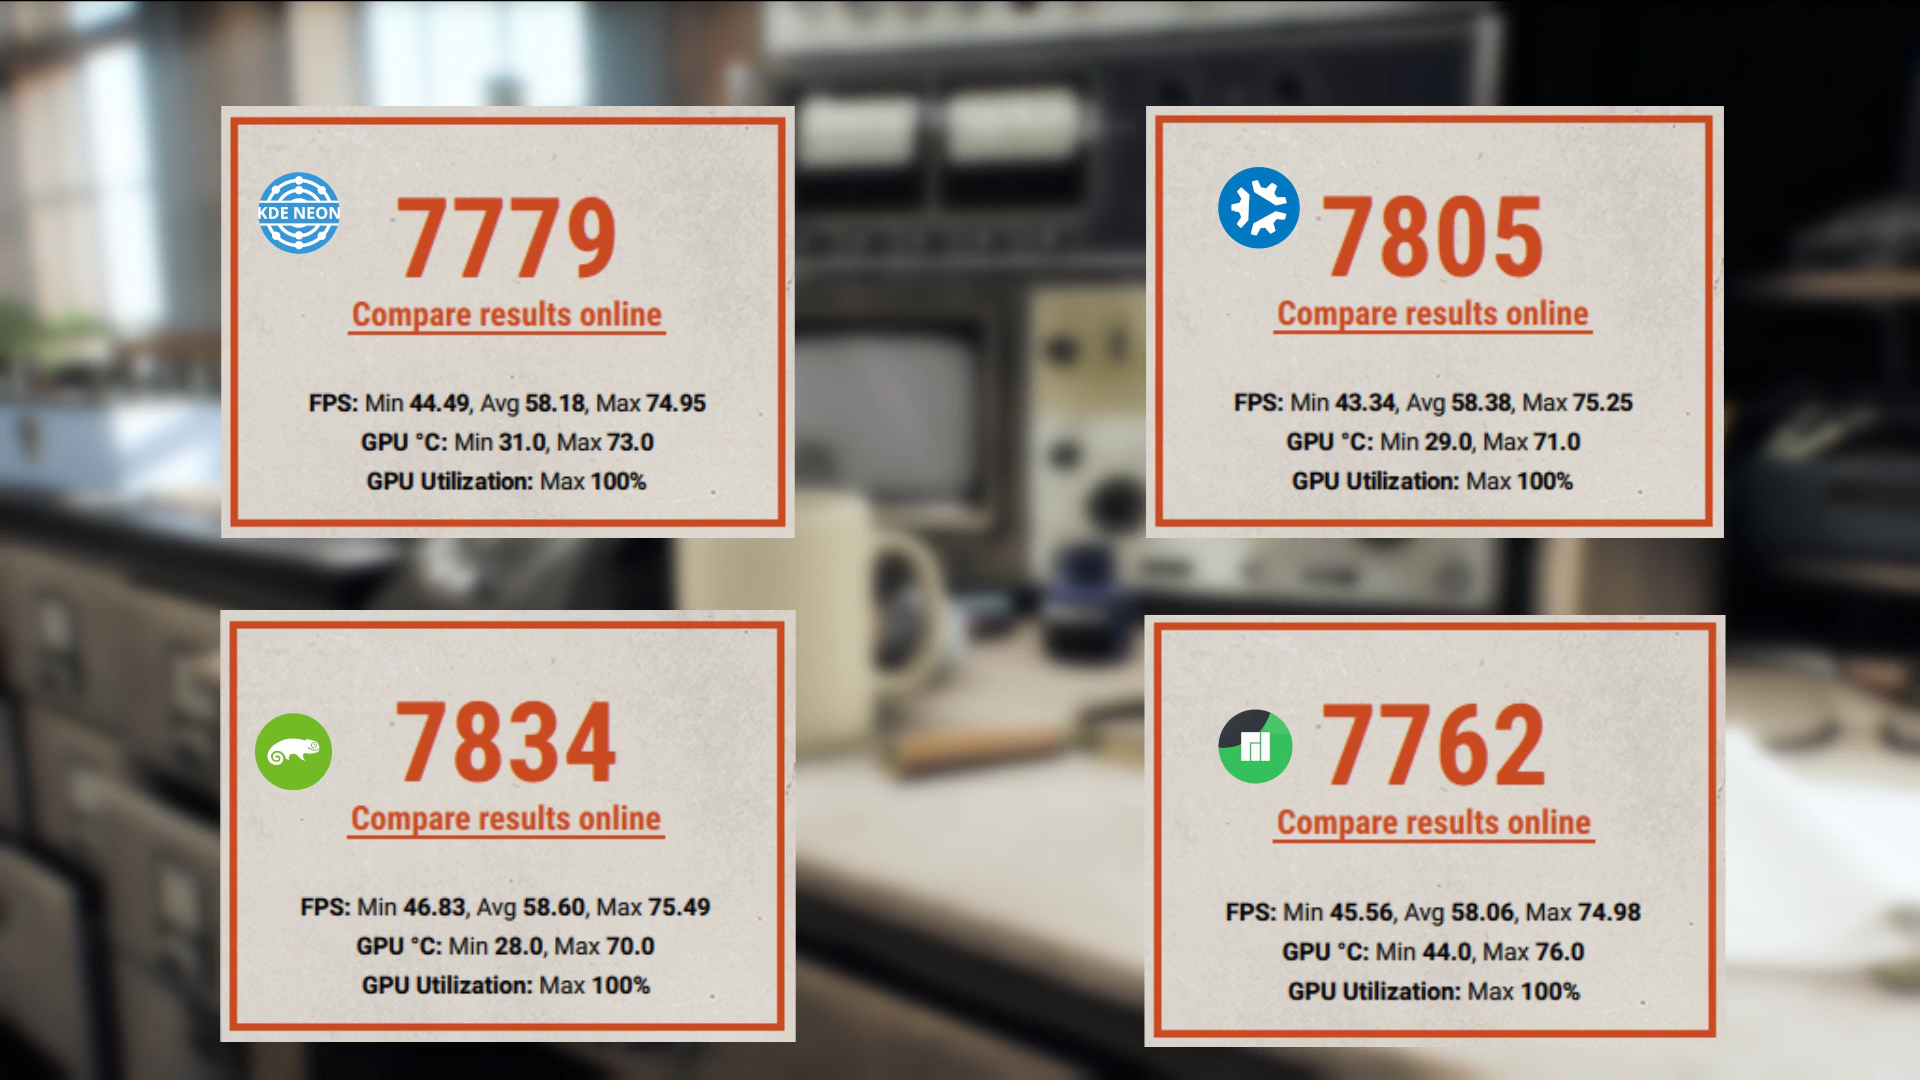 KDE NEON
7779
Compare results online
FPS: Min 44.49, Avg 58.18, Max 74.95
GPU °C: Min 31.0, Max 73.0
GPU Utilization: Max 100%
7805
Compare results online
FPS: Min 43.34, Avg 58.38, Max 75.25
GPU °C: Min 29.0, Max 71.0
GPU Utilization: Max 100%
7834
Compare results online
FPS: Min 46.83, Avg 58.60, Max 75.49
GPU °C: Min 28.0, Max 70.0
GPU Utilization: Max 100%
7762
Compare results online
FPS: Min 45.56, Avg 58.06, Max 74.98
GPU °C: Min 44.0, Max 76.0
GPU Utilization: Max 100%